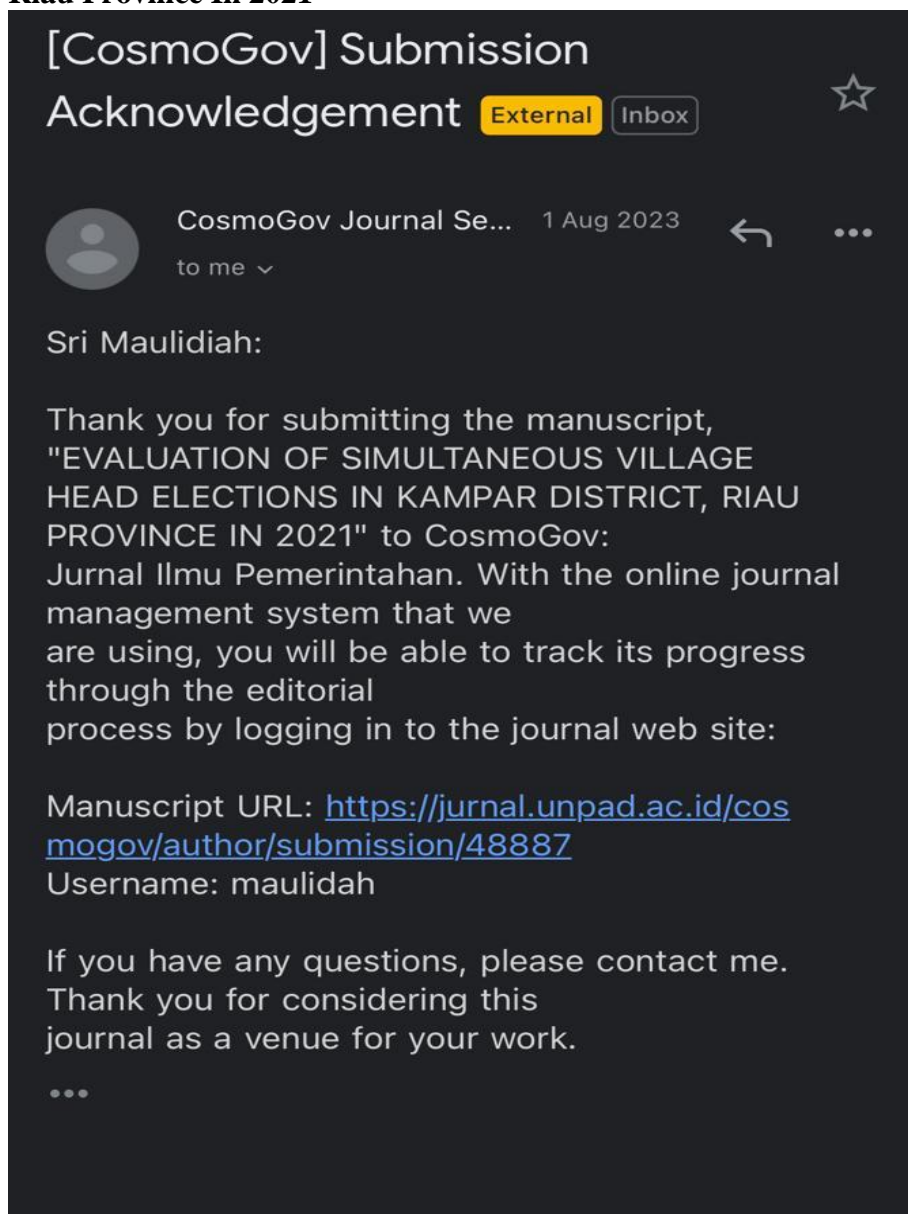 Riau Province In 2021
[CosmoGov] Submission
Acknowledgement External Inbox
CosmoGov Journal Se... 1 Aug 2023
to me
Sri Maulidiah:
Thank you for submitting the manuscript,
"EVALUATION OF SIMULTANEOUS VILLAGE
HEAD ELECTIONS IN KAMPAR DISTRICT, RIAU
PROVINCE IN 2021" to CosmoGov:
Jurnal Ilmu Pemerintahan. With the online journal
management system that we
are using, you will be able to track its progress
through the editorial
process by logging in to the journal web site:
Manuscript URL: https://jurnal.unpad.ac.id/cos
mogov/author/submission/48887
Username: maulidah
If you have any questions, please contact me.
Thank you for considering this
journal as a venue for your work.